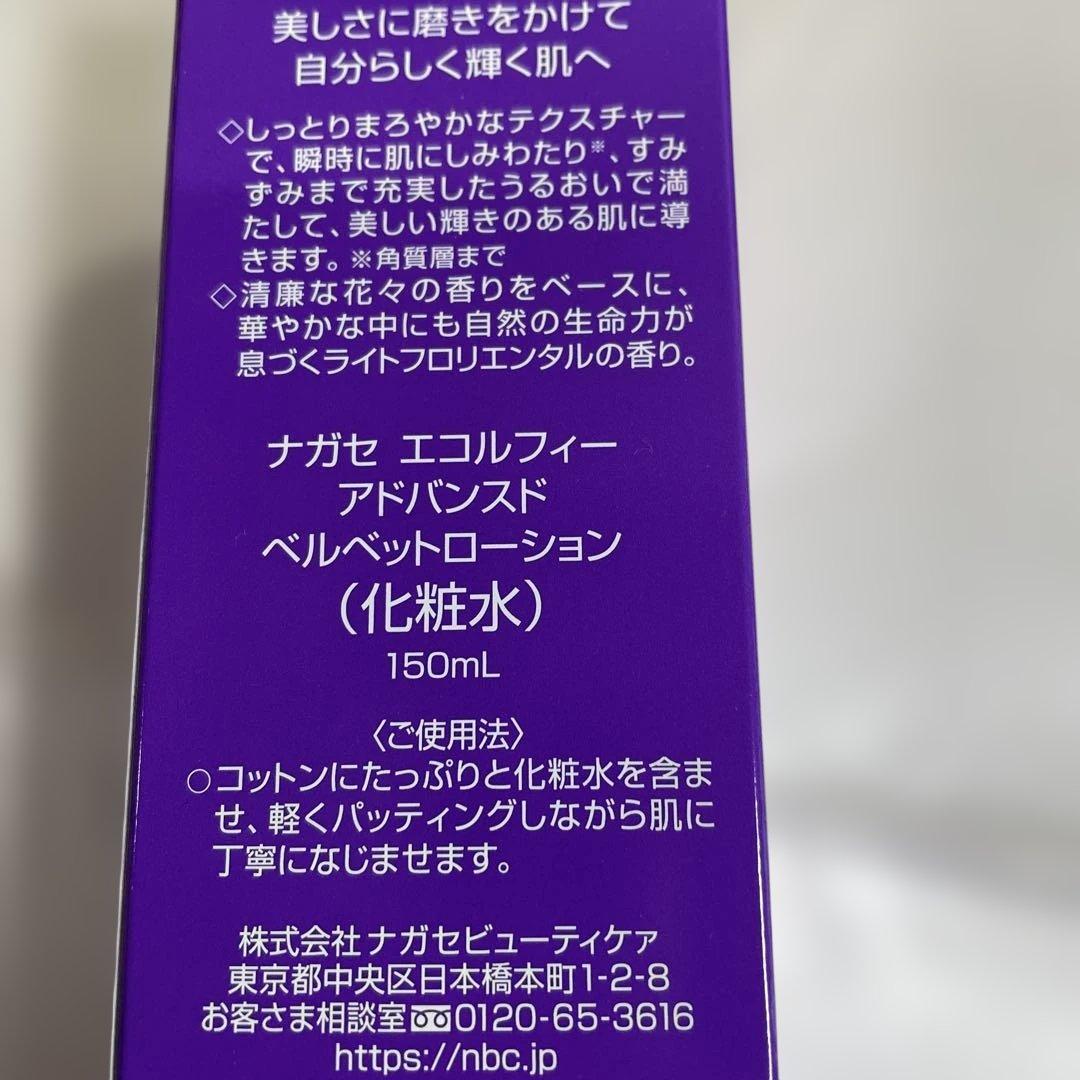 美しさに磨きをかけて
自分らしく輝く肌へ
◇しっとりまろやかなテクスチャー
で、瞬時に肌にしみわたり※、すみ
ずみまで充実したうるおいで満
たして、美しい輝きのある肌に導
きます。※角質層まで
◇清廉な花々の香りをベースに、
華やかな中にも自然の生命力が
息づくライトフロリエンタルの香り。
ナガセ エコルフィー
アドバンスド
ベルベットローション
（化粧水）
150mL
〈ご使用法〉
○コットンにたっぷりと化粧水を含ま
せ、軽くパッティングしながら肌に
丁寧になじませます。
株式会社ナガセビューティケァ
東京都中央区日本橋本町1-2-8
お客さま相談室 0120-65-3616
https://nbc.jp